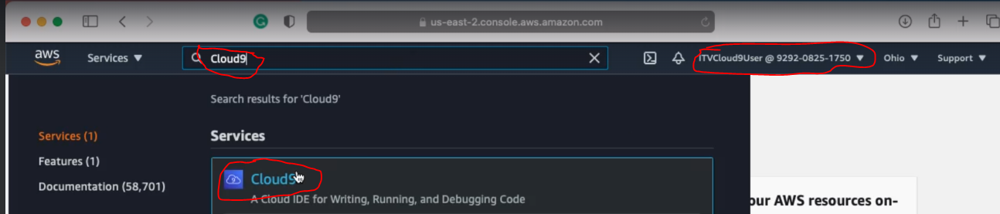 us-east-2.console.aws.amazon.com
aws Services ▼ Cloud9 ITVCloud9User @ 9292-0825-1750 ▼ Ohio ▼ Support ▼
Search results for 'Cloud9'
Services (1)
Services
Features (1)
Cloud9
Documentation (58,701)
A Cloud IDE for Writing, Running, and Debugging Code
our AWS resources on-